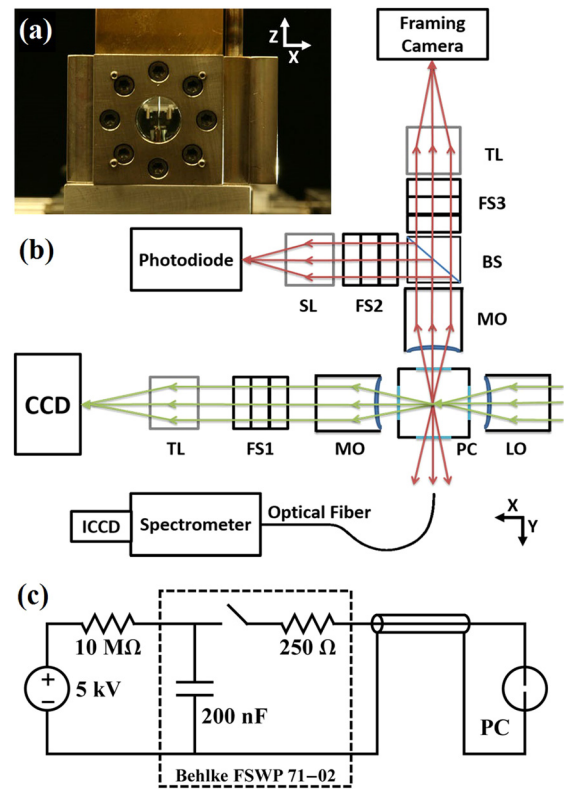 (a)
Z
X
Framing
Camera
TL
FS3
(b)
Photodiode
BS
SL
FS2
MO
CCD
TL
FS1
MO
PC
LO
ICCD
Spectrometer
Optical Fiber
X
Y
(c)
10 MΩ
250 Ω
5 kV
200 nF
PC
Behlke FSWP 71–02